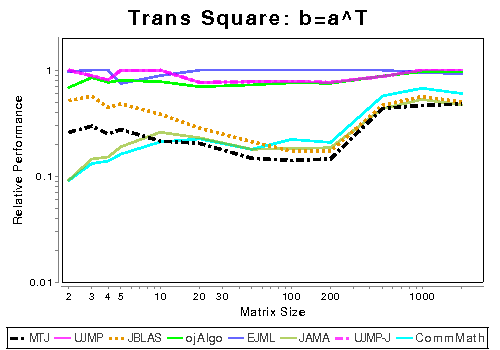 Trans Square: b=a^T
Relative Performance
1
0.1
0.01
2 3 4 5 10 20 30 100 200 1000
Matrix Size
MTJ UJMP JBLAS ojAlgo EJML JAMA UJMP-J CommMath